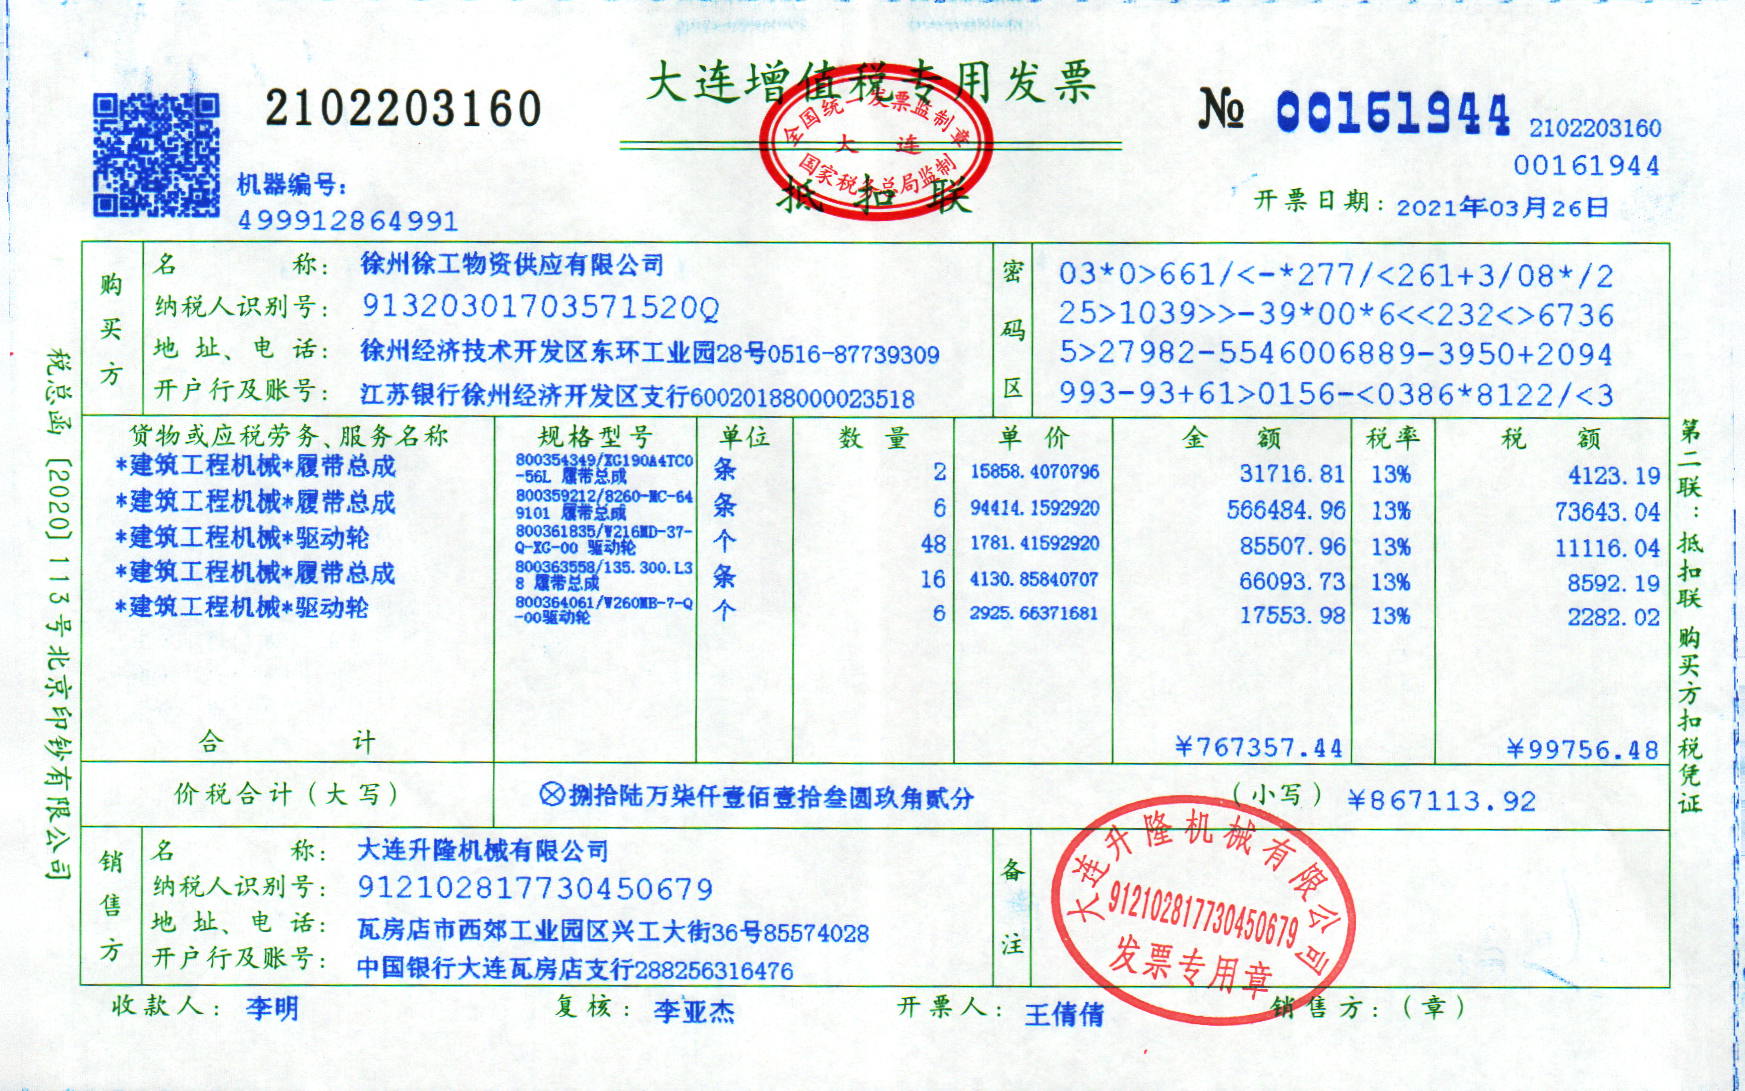 大连增值税专用发票
抵扣联
全国统一发票监制章
大连
国家税务总局监制
2102203160
№ 00161944
2102203160
00161944
机器编号:
499912864991
开票日期: 2021年03月26日
购买方
名称: 徐州徐工物资供应有限公司
纳税人识别号: 91320301703571520Q
地址、电话: 徐州经济技术开发区东环工业园28号0516-87739309
开户行及账号: 江苏银行徐州经济开发区支行60020188000023518
密码区
03*0>661/<-*277/<261+3/08*/2
25>1039>>-39*00*6<<232<>6736
5>27982-5546006889-3950+2094
993-93+61>0156-<0386*8122/<3
货物或应税劳务、服务名称 规格型号 单位 数量 单价 金额 税率 税额
*建筑工程机械*履带总成 800354349/XG190A4TC0-56L 履带总成 条 2 15858.4070796 31716.81 13% 4123.19
*建筑工程机械*履带总成 800359212/8260-MC-649101 履带总成 条 6 94414.1592920 566484.96 13% 73643.04
*建筑工程机械*驱动轮 800361835/W216MD-37-Q-XG-00 驱动轮 个 48 1781.41592920 85507.96 13% 11116.04
*建筑工程机械*履带总成 800363558/135.300.L38 履带总成 条 16 4130.85840707 66093.73 13% 8592.19
*建筑工程机械*驱动轮 800364061/W260MB-7-Q-00驱动轮 个 6 2925.66371681 17553.98 13% 2282.02
合计 ¥767357.44 ¥99756.48
价税合计(大写) ⊗捌拾陆万柒仟壹佰壹拾叁圆玖角贰分 (小写) ¥867113.92
销售方
名称: 大连升隆机械有限公司
纳税人识别号: 912102817730450679
地址、电话: 瓦房店市西郊工业园区兴工大街36号85574028
开户行及账号: 中国银行大连瓦房店支行288256316476
备注
大连升隆机械有限公司
912102817730450679
发票专用章
收款人: 李明 复核: 李亚杰 开票人: 王倩倩 销售方:(章)
税总函〔2020〕113号北京印钞有限公司
第二联:抵扣联 购买方扣税凭证